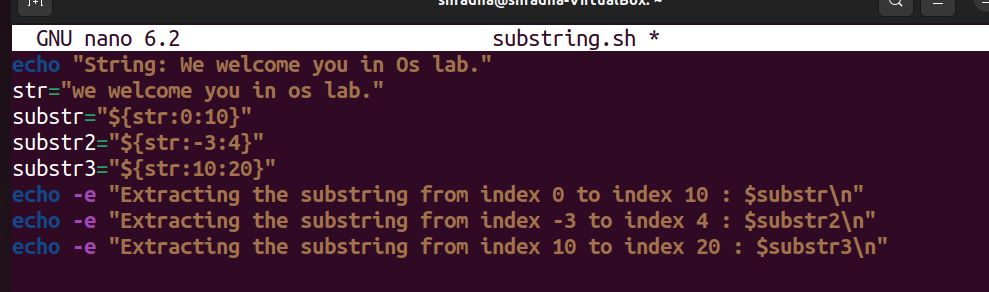 shradha@shradha-VirtualBox: ~
GNU nano 6.2 substring.sh *
echo "String: We welcome you in Os lab."
str="we welcome you in os lab."
substr="${str:0:10}"
substr2="${str:-3:4}"
substr3="${str:10:20}"
echo -e "Extracting the substring from index 0 to index 10 : $substr\n"
echo -e "Extracting the substring from index -3 to index 4 : $substr2\n"
echo -e "Extracting the substring from index 10 to index 20 : $substr3\n"